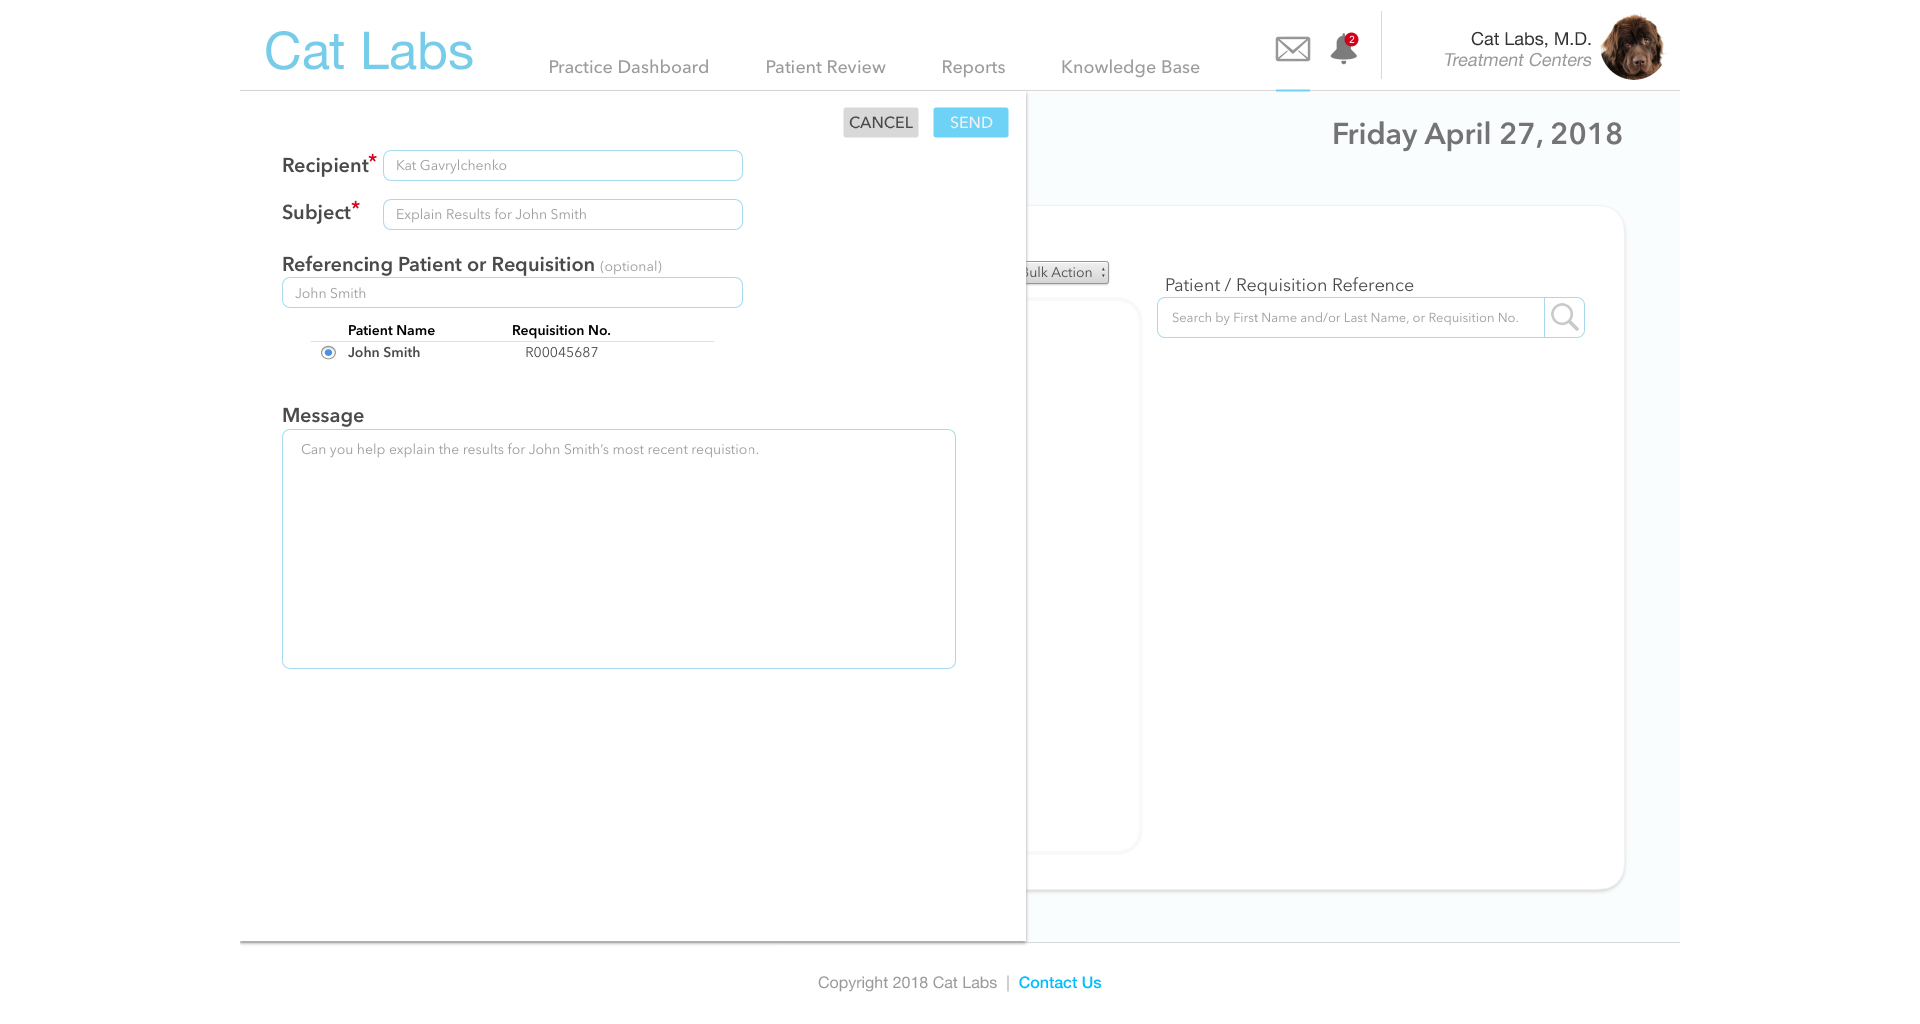 Cat Labs
Practice Dashboard
Patient Review
Reports
Knowledge Base
2
Cat Labs, M.D.
Treatment Centers
CANCEL
SEND
Friday April 27, 2018
Recipient*
Kat Gavrylchenko
Subject*
Explain Results for John Smith
Referencing Patient or Requisition (optional)
John Smith
Patient Name
Requisition No.
John Smith
R00045687
Message
Can you help explain the results for John Smith's most recent requistion.
Bulk Action
Patient / Requisition Reference
Search by First Name and/or Last Name, or Requisition No.
Copyright 2018 Cat Labs | Contact Us